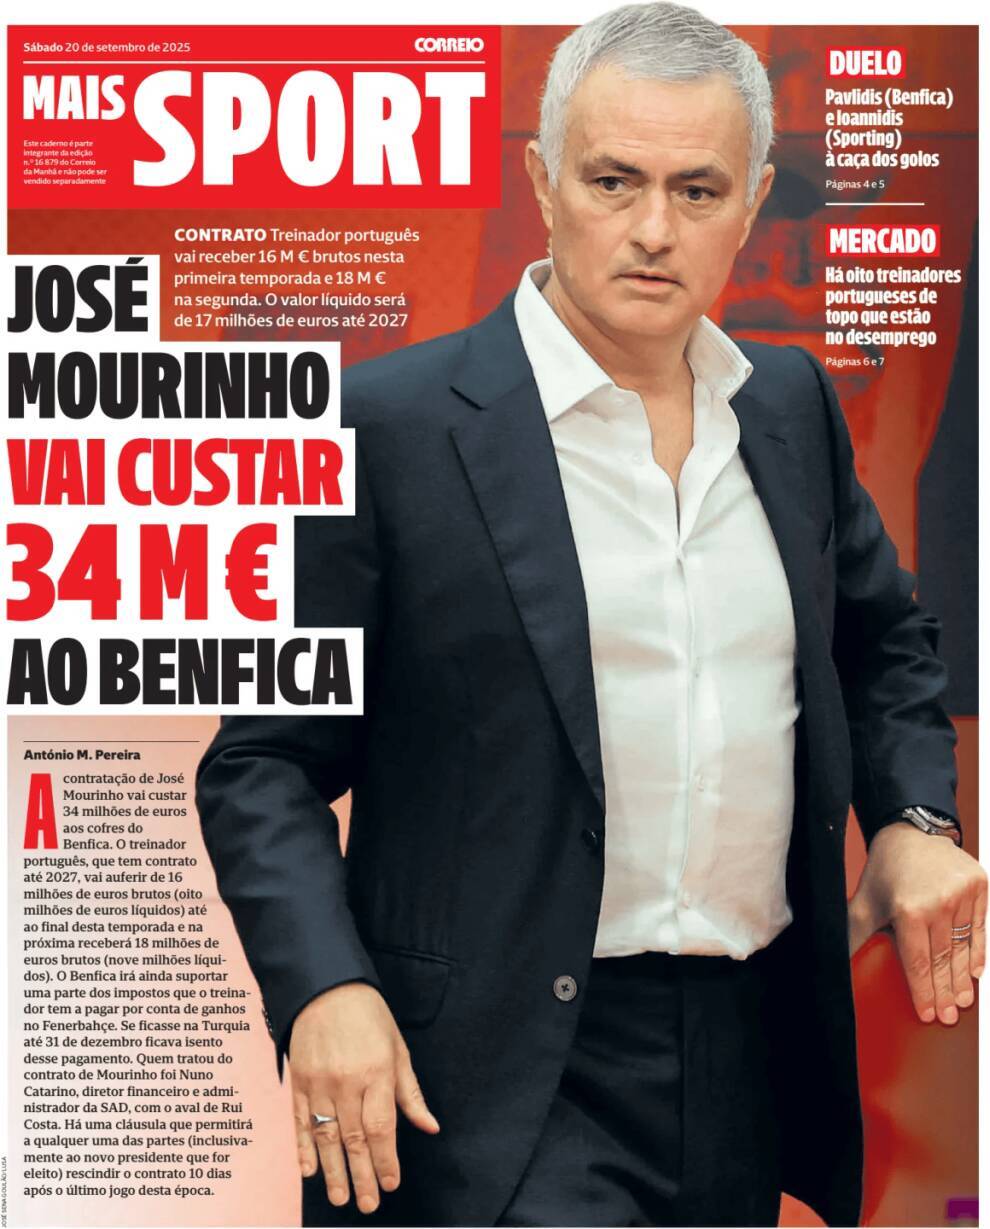 Sábado 20 de setembro de 2025
CORREIO
MAIS SPORT
Este caderno é parte
integrante da edição
n.º 16 879 do Correio
da Manhã e não pode ser
vendido separadamente
DUELO
Pavlidis (Benfica)
e Ioannidis
(Sporting)
à caça dos golos
Páginas 4 e 5
MERCADO
Há oito treinadores
portugueses de
topo que estão
no desemprego
Páginas 6 e 7
CONTRATO Treinador português
vai receber 16 M € brutos nesta
primeira temporada e 18 M €
na segunda. O valor líquido será
de 17 milhões de euros até 2027
JOSÉ
MOURINHO
VAI CUSTAR
34 M €
AO BENFICA
António M. Pereira
A contratação de José
Mourinho vai custar
34 milhões de euros
aos cofres do
Benfica. O treinador
português, que tem contrato
até 2027, vai auferir de 16
milhões de euros brutos (oito
milhões de euros líquidos) até
ao final desta temporada e na
próxima receberá 18 milhões de
euros brutos (nove milhões líqui-
dos). O Benfica irá ainda suportar
uma parte dos impostos que o treina-
dor tem a pagar por conta de ganhos
no Fenerbahçe. Se ficasse na Turquia
até 31 de dezembro ficava isento
desse pagamento. Quem tratou do
contrato de Mourinho foi Nuno
Catarino, diretor financeiro e admi-
nistrador da SAD, com o aval de Rui
Costa. Há uma cláusula que permitirá
a qualquer uma das partes (inclusiva-
mente ao novo presidente que for
eleito) rescindir o contrato 10 dias
após o último jogo desta época.
JOSÉ SENA GOULÃO/LUSA